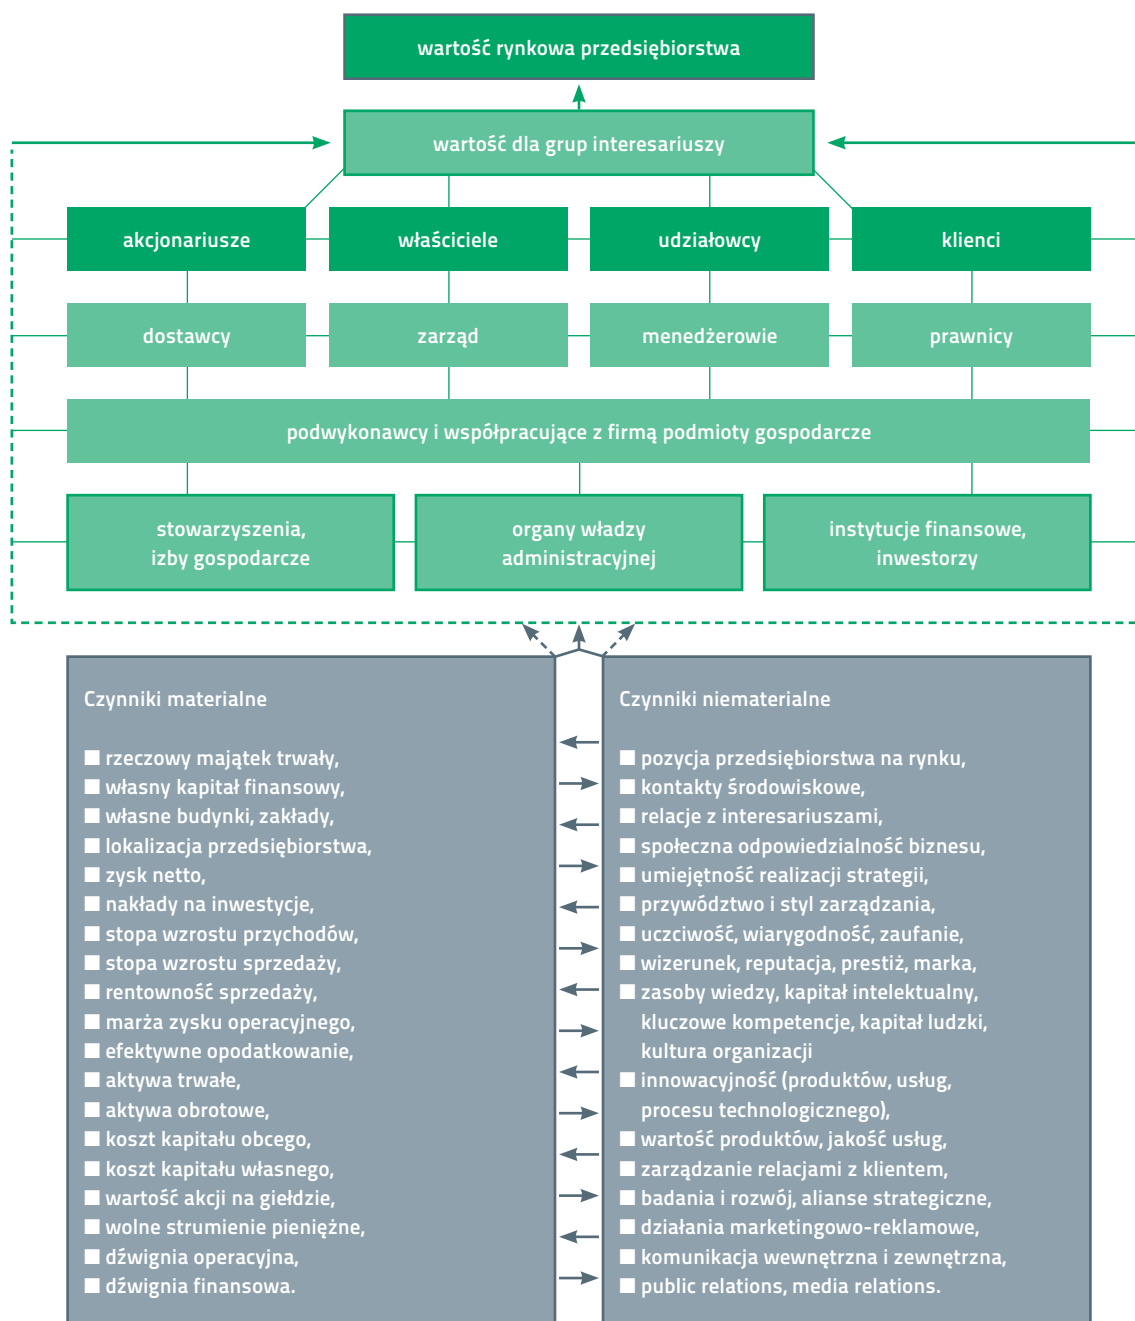 wartość rynkowa przedsiębiorstwa
wartość dla grup interesariuszy
akcjonariusze
właściciele
udziałowcy
klienci
dostawcy
zarząd
menedżerowie
prawnicy
podwykonawcy i współpracujące z firmą podmioty gospodarcze
stowarzyszenia,
izby gospodarcze
organy władzy
administracyjnej
instytucje finansowe,
inwestorzy
Czynniki materialne
■ rzeczowy majątek trwały,
■ własny kapitał finansowy,
■ własne budynki, zakłady,
■ lokalizacja przedsiębiorstwa,
■ zysk netto,
■ nakłady na inwestycje,
■ stopa wzrostu przychodów,
■ stopa wzrostu sprzedaży,
■ rentowność sprzedaży,
■ marża zysku operacyjnego,
■ efektywne opodatkowanie,
■ aktywa trwałe,
■ aktywa obrotowe,
■ koszt kapitału obcego,
■ koszt kapitału własnego,
■ wartość akcji na giełdzie,
■ wolne strumienie pieniężne,
■ dźwignia operacyjna,
■ dźwignia finansowa.
Czynniki niematerialne
■ pozycja przedsiębiorstwa na rynku,
■ kontakty środowiskowe,
■ relacje z interesariuszami,
■ społeczna odpowiedzialność biznesu,
■ umiejętność realizacji strategii,
■ przywództwo i styl zarządzania,
■ uczciwość, wiarygodność, zaufanie,
■ wizerunek, reputacja, prestiż, marka,
■ zasoby wiedzy, kapitał intelektualny,
kluczowe kompetencje, kapitał ludzki,
kultura organizacji
■ innowacyjność (produktów, usług,
procesu technologicznego),
■ wartość produktów, jakość usług,
■ zarządzanie relacjami z klientem,
■ badania i rozwój, alianse strategiczne,
■ działania marketingowo-reklamowe,
■ komunikacja wewnętrzna i zewnętrzna,
■ public relations, media relations.